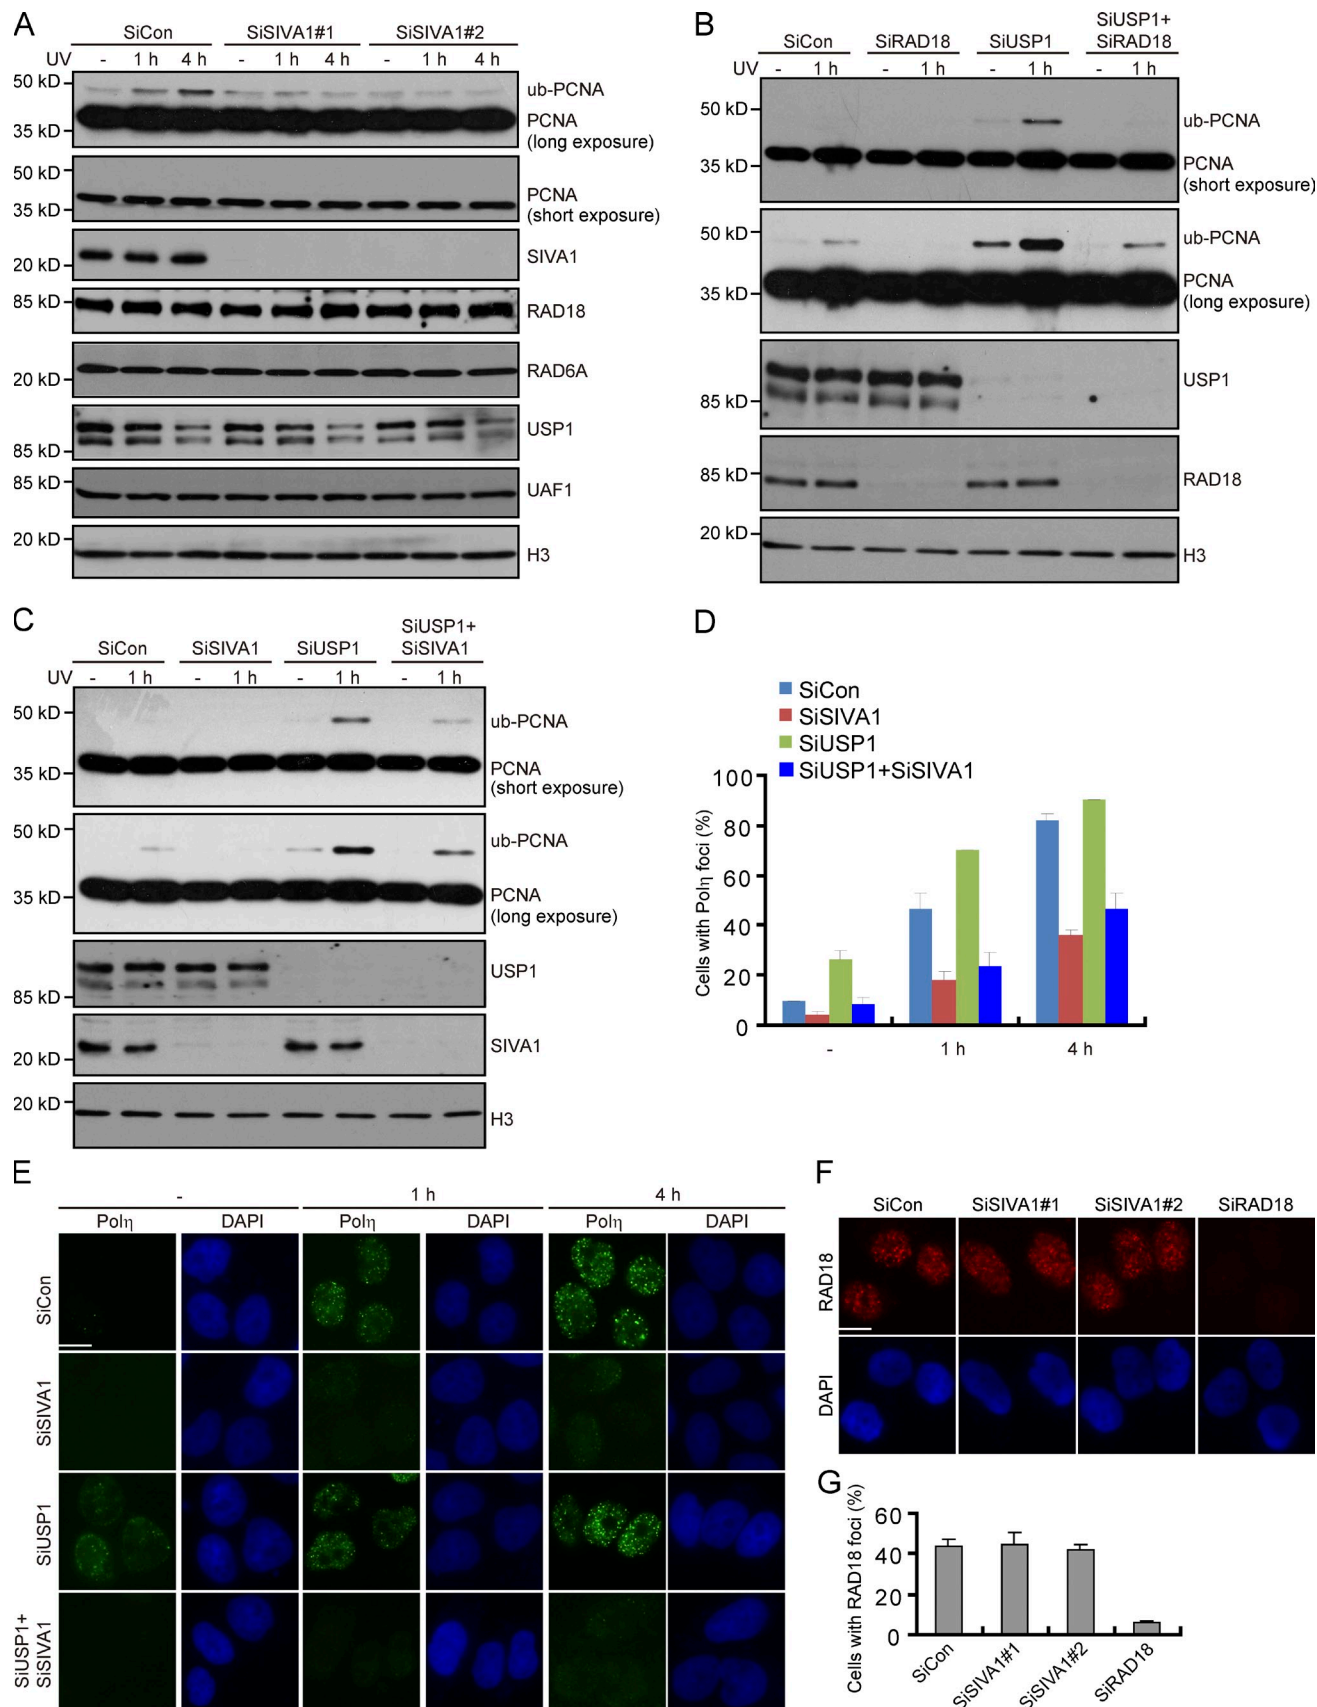 A
SiCon SiSIVA1#1 SiSIVA1#2
UV - 1 h 4 h - 1 h 4 h - 1 h 4 h
50 kD ub-PCNA
35 kD PCNA
(long exposure)
50 kD
35 kD PCNA
(short exposure)
20 kD SIVA1
85 kD RAD18
20 kD RAD6A
85 kD USP1
85 kD UAF1
20 kD H3
B
SiCon SiRAD18 SiUSP1 SiUSP1+
SiRAD18
UV - 1 h - 1 h - 1 h - 1 h
50 kD ub-PCNA
35 kD PCNA
(short exposure)
50 kD ub-PCNA
35 kD PCNA
(long exposure)
85 kD USP1
85 kD RAD18
20 kD H3
C
SiCon SiSIVA1 SiUSP1 SiUSP1+
SiSIVA1
UV - 1 h - 1 h - 1 h - 1 h
50 kD ub-PCNA
35 kD PCNA
(short exposure)
50 kD ub-PCNA
35 kD PCNA
(long exposure)
85 kD USP1
20 kD SIVA1
20 kD H3
D
SiCon
SiSIVA1
SiUSP1
SiUSP1+SiSIVA1
Cells with Polη foci (%)
100
80
60
40
20
0
- 1 h 4 h
E
- 1 h 4 h
Polη DAPI Polη DAPI Polη DAPI
SiCon
SiSIVA1
SiUSP1
SiUSP1+
SiSIVA1
F
SiCon SiSIVA1#1 SiSIVA1#2 SiRAD18
RAD18
DAPI
G
Cells with RAD18 foci (%)
60
40
20
0
SiCon SiSIVA1#1 SiSIVA1#2 SiRAD18